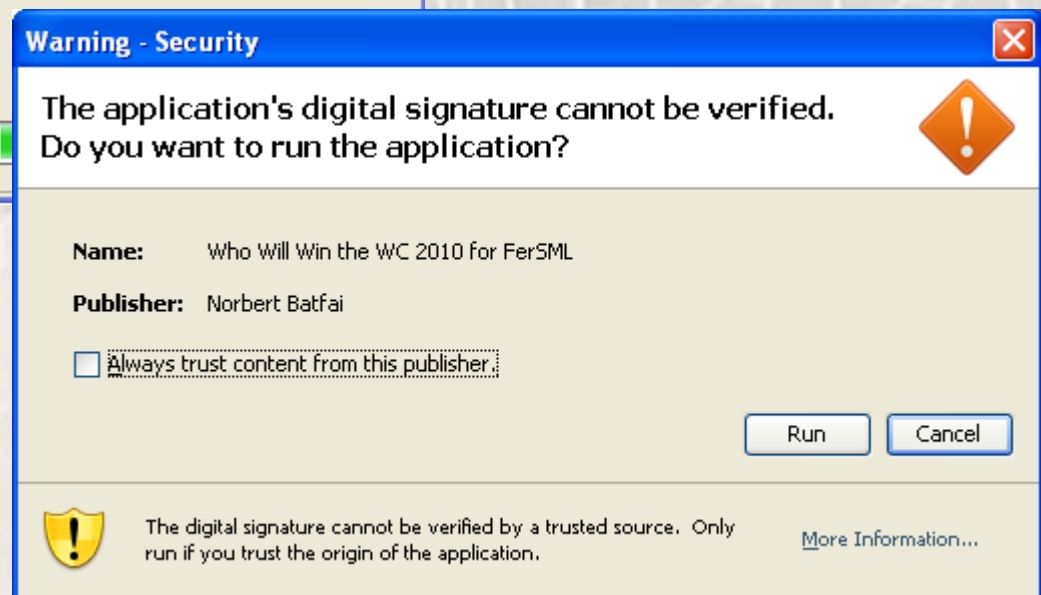 Warning - Security
The application's digital signature cannot be verified.
Do you want to run the application?
Name: Who Will Win the WC 2010 for FerSML
Publisher: Norbert Batfai
Always trust content from this publisher.
Run Cancel
The digital signature cannot be verified by a trusted source. Only
run if you trust the origin of the application.
More Information...